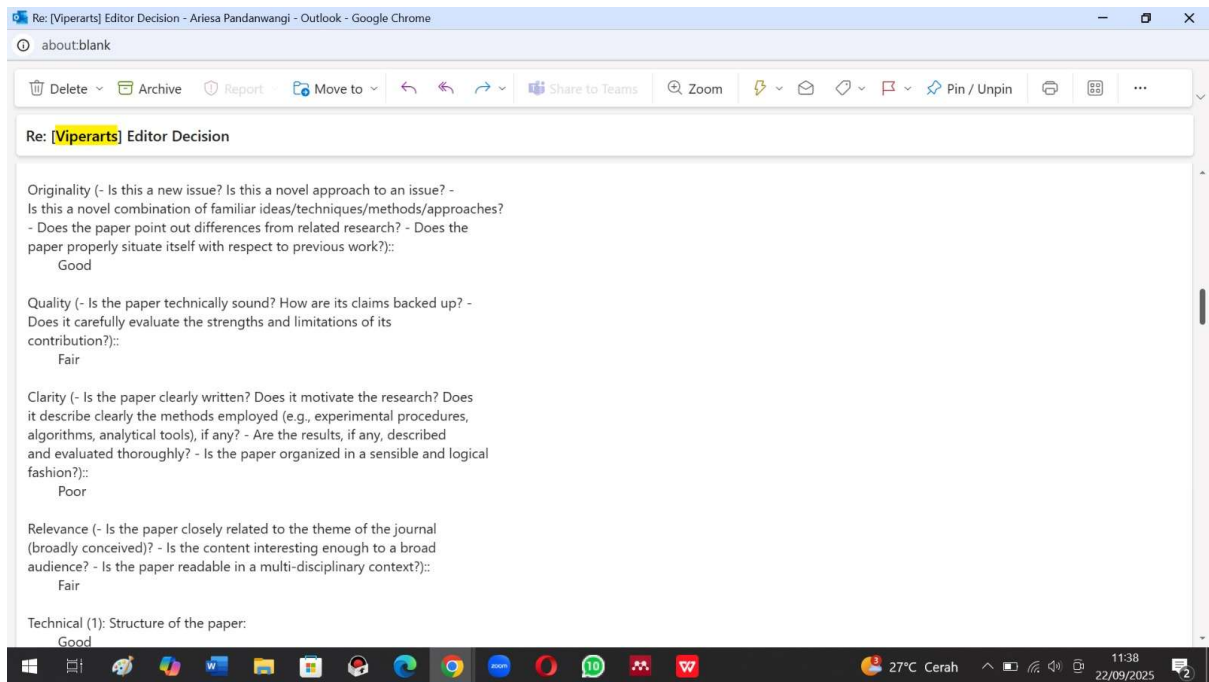 Re: [Viperarts] Editor Decision - Ariesa Pandanwangi - Outlook - Google Chrome
about:blank
Delete Archive Report Move to Share to Teams Zoom Pin / Unpin
Re: [Viperarts] Editor Decision
Originality (- Is this a new issue? Is this a novel approach to an issue? -
Is this a novel combination of familiar ideas/techniques/methods/approaches?
- Does the paper point out differences from related research? - Does the
paper properly situate itself with respect to previous work?)::
Good
Quality (- Is the paper technically sound? How are its claims backed up? -
Does it carefully evaluate the strengths and limitations of its
contribution?)::
Fair
Clarity (- Is the paper clearly written? Does it motivate the research? Does
it describe clearly the methods employed (e.g., experimental procedures,
algorithms, analytical tools), if any? - Are the results, if any, described
and evaluated thoroughly? - Is the paper organized in a sensible and logical
fashion?)::
Poor
Relevance (- Is the paper closely related to the theme of the journal
(broadly conceived)? - Is the content interesting enough to a broad
audience? - Is the paper readable in a multi-disciplinary context?)::
Fair
Technical (1): Structure of the paper:
Good
W zoom 10 W 27°C Cerah 11:38
22/09/2025 2